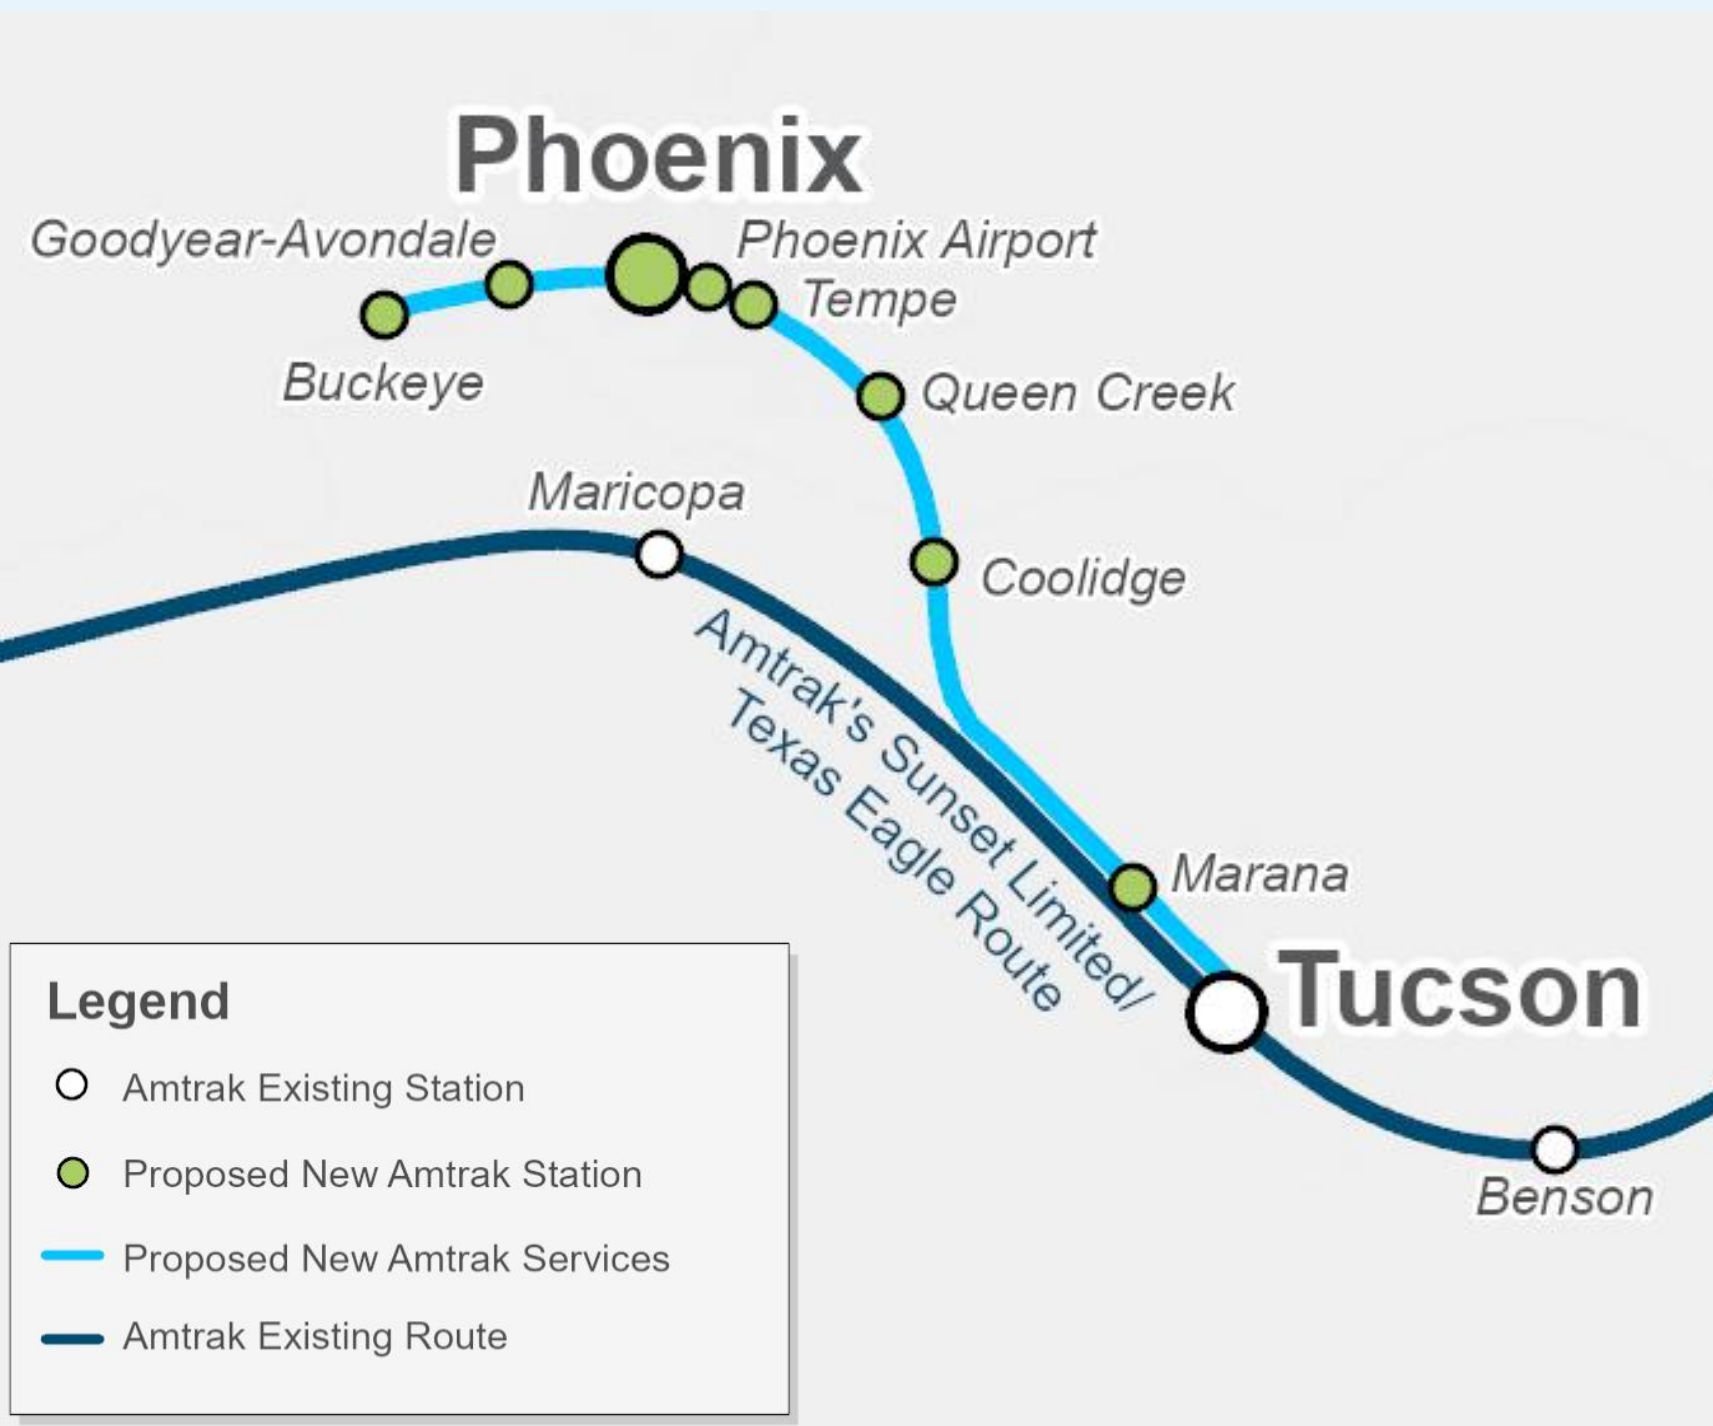 Phoenix
Goodyear-Avondale
Phoenix Airport
Tempe
Buckeye
Queen Creek
Maricopa
Coolidge
Amtrak's Sunset Limited/
Texas Eagle Route
Marana
Tucson
Benson
Legend
Amtrak Existing Station
Proposed New Amtrak Station
Proposed New Amtrak Services
Amtrak Existing Route